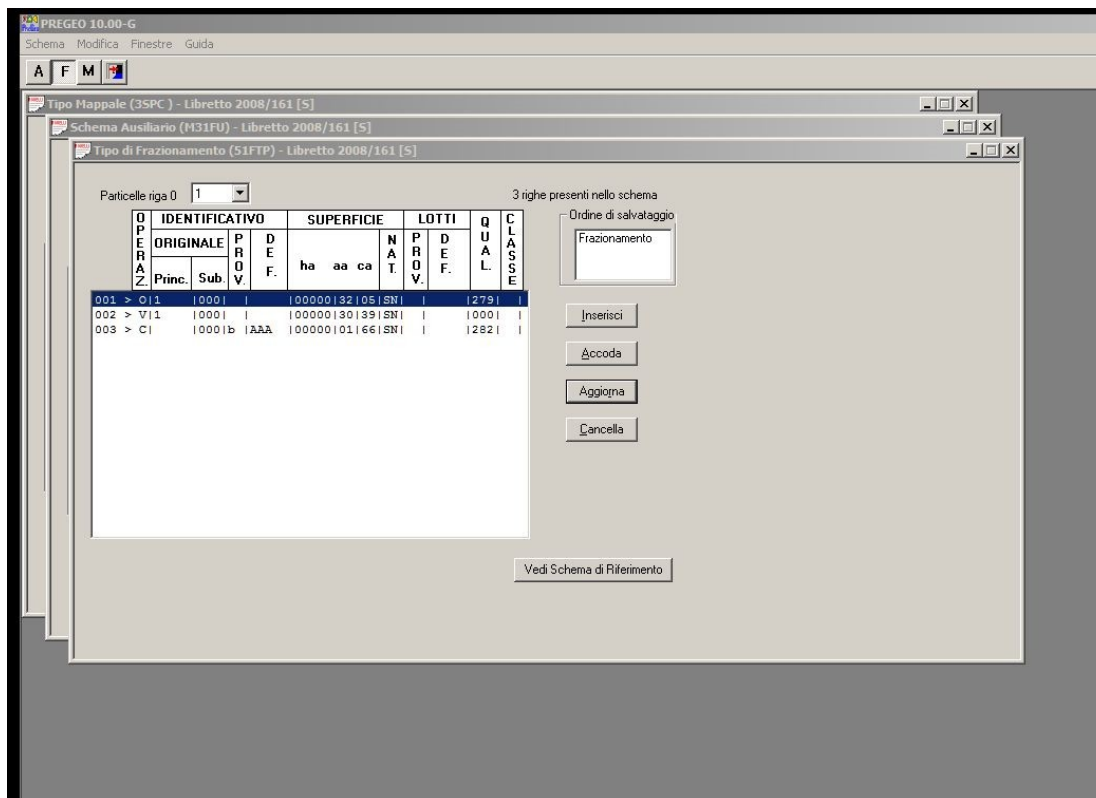 PREGEO 10.00-G
Schema Modifica Finestre Guida
A F M
Tipo Mappale (3SPC ) - Libretto 2008/161 [S]
Schema Ausiliario (M31FU) - Libretto 2008/161 [S]
Tipo di Frazionamento (51FTP) - Libretto 2008/161 [S]
Particelle riga 0 1 3 righe presenti nello schema
OPERAZ. IDENTIFICATIVO SUPERFICIE LOTTI QUAL. CLASSE
ORIGINALE PROV. DEF. ha aa ca NAT. PROV. DEF.
Princ. Sub.
Ordine di salvataggio
Frazionamento
001 > O|1 |000| | |00000|32|05|SN| | |279| |
002 > V|1 |000| | |00000|30|39|SN| | |000| |
003 > C| |000|b |AAA |00000|01|66|SN| | |282| |
Inserisci
Accoda
Aggiorna
Cancella
Vedi Schema di Riferimento